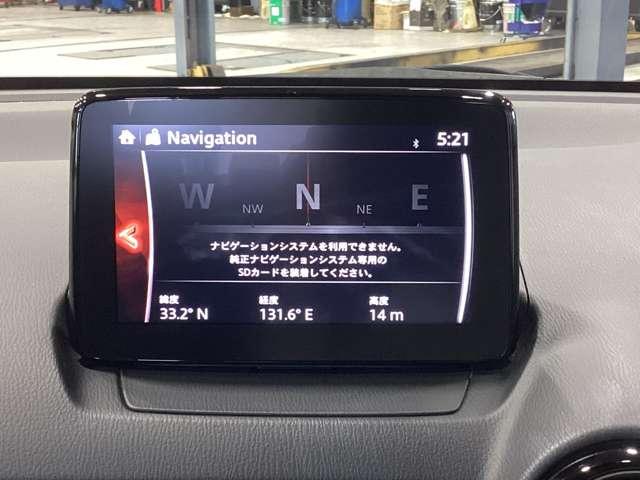 Navigation
5:21
W NW N NE E
ナビゲーションシステムを利用できません。
純正ナビゲーションシステム専用の
SDカードを装着してください。
緯度 経度 高度
33.2° N 131.6° E 14 m